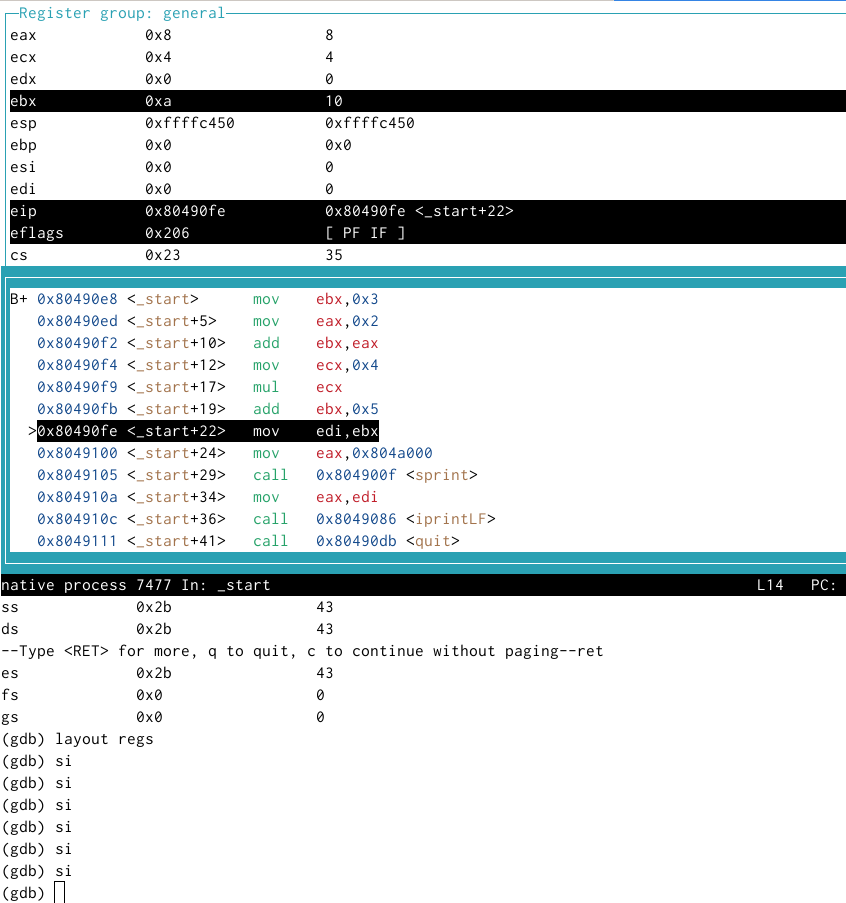 Register group: general
eax 0x8 8
ecx 0x4 4
edx 0x0 0
ebx 0xa 10
esp 0xffffc450 0xffffc450
ebp 0x0 0x0
esi 0x0 0
edi 0x0 0
eip 0x80490fe 0x80490fe <_start+22>
eflags 0x206 [ PF IF ]
cs 0x23 35
B+ 0x80490e8 <_start> mov ebx,0x3
0x80490ed <_start+5> mov eax,0x2
0x80490f2 <_start+10> add ebx,eax
0x80490f4 <_start+12> mov ecx,0x4
0x80490f9 <_start+17> mul ecx
0x80490fb <_start+19> add ebx,0x5
>0x80490fe <_start+22> mov edi,ebx
0x8049100 <_start+24> mov eax,0x804a000
0x8049105 <_start+29> call 0x804900f <sprint>
0x804910a <_start+34> mov eax,edi
0x804910c <_start+36> call 0x8049086 <iprintLF>
0x8049111 <_start+41> call 0x80490db <quit>
native process 7477 In: _start L14 PC:
ss 0x2b 43
ds 0x2b 43
--Type <RET> for more, q to quit, c to continue without paging--ret
es 0x2b 43
fs 0x0 0
gs 0x0 0
(gdb) layout regs
(gdb) si
(gdb) si
(gdb) si
(gdb) si
(gdb) si
(gdb) si
(gdb)